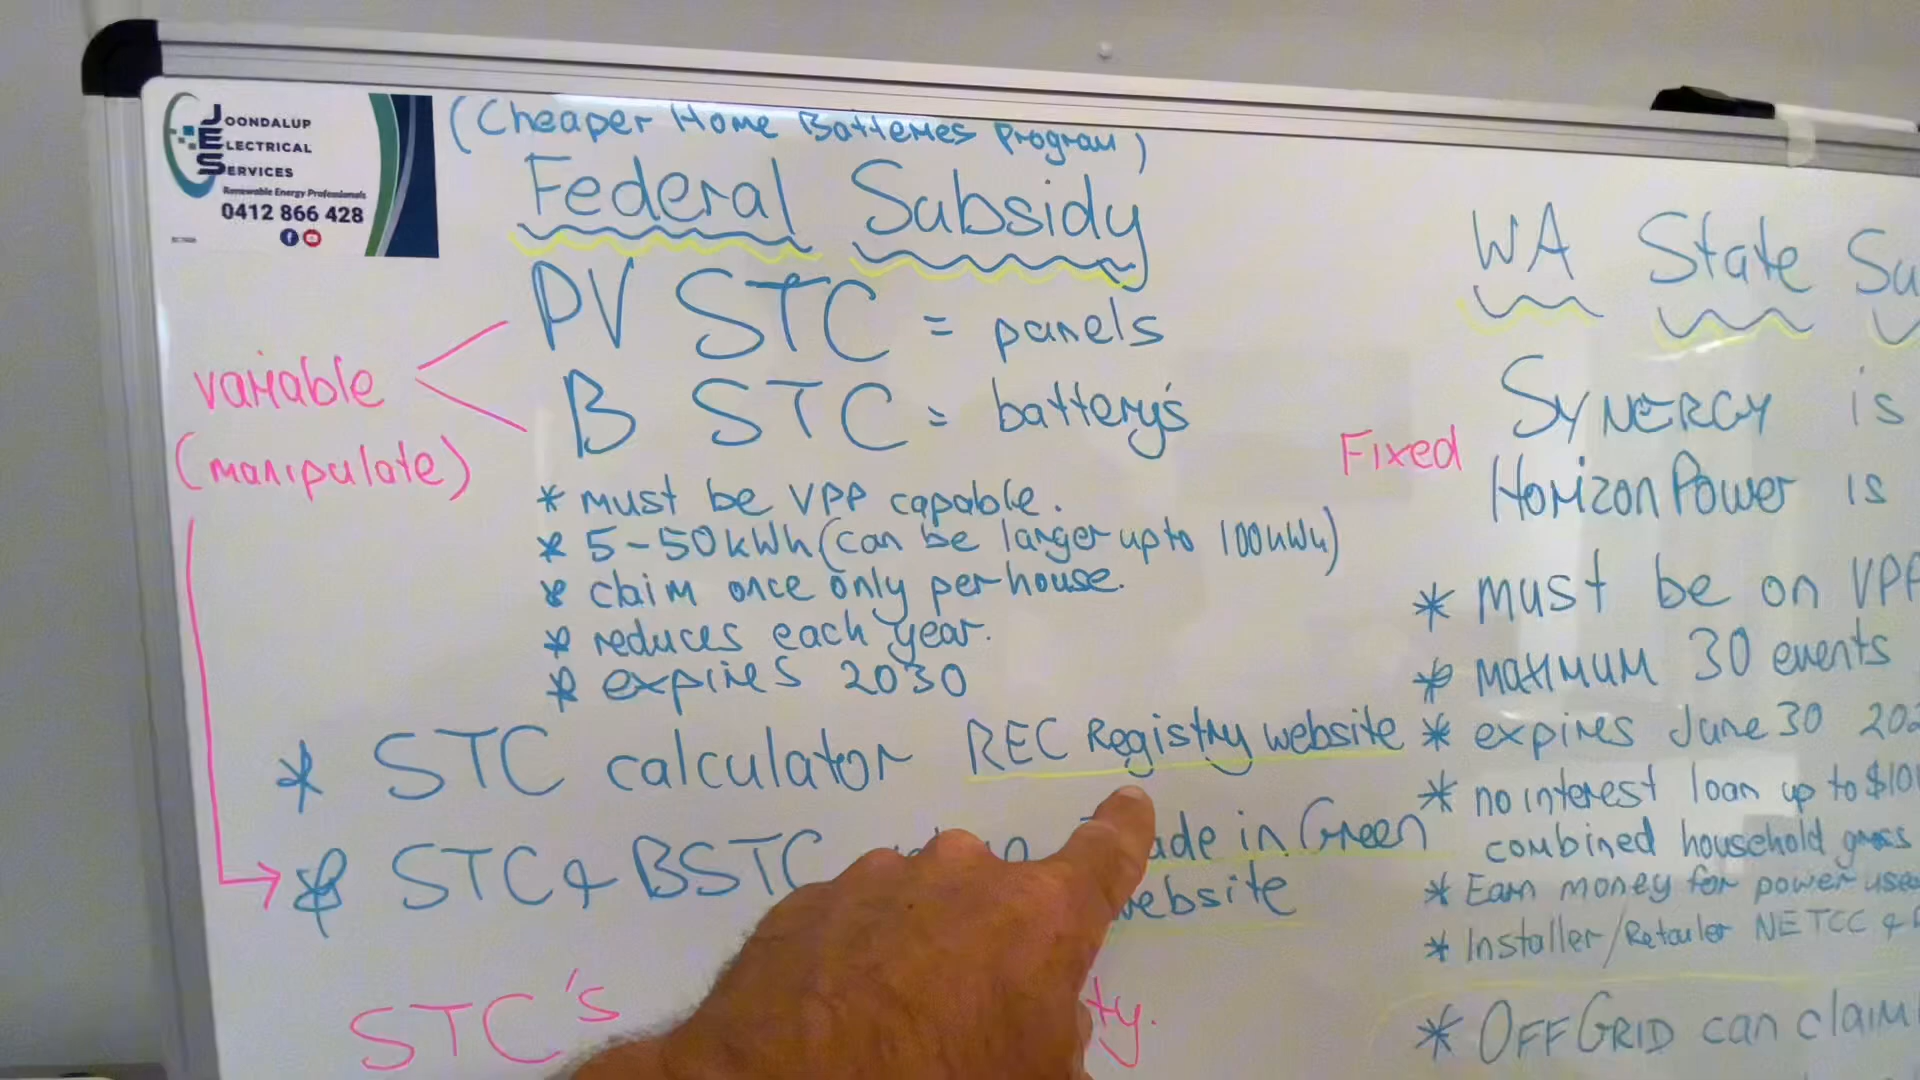 JOONDALUP
ELECTRICAL
SERVICES
Renewable Energy Professionals
0412 866 428
(Cheaper Home Batteries Program)
Federal Subsidy
PV STC = panels
B STC = battery's
variable
(manipulate)
* must be VPP capable.
* 5-50kWh (can be larger up to 100kWh)
* claim once only per house.
* reduces each year.
* expires 2030
* STC calculator REC Registry website
* STC & BSTC in Green
website
STC's
WA State
Fixed
SYNERGY is
Horizon Power is
* must be on VPP
* maximum 30 events
* expires June 30
* no interest loan up to
combined household gross
* Earn money for power used
* Installer/Retailer NETCC &
* OFF GRID can claim